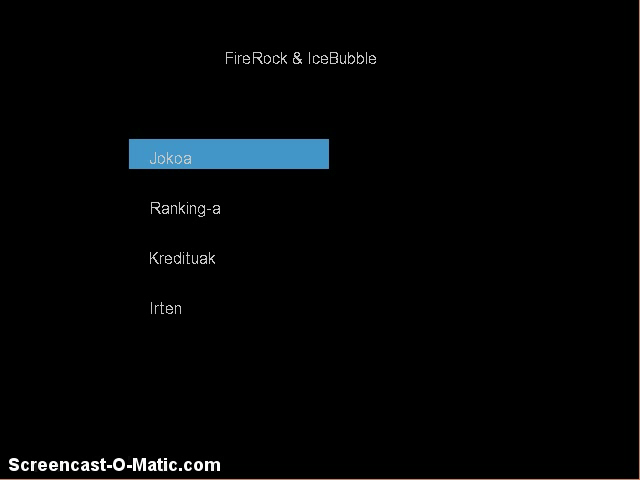 FireRock & IceBubble
Jokoa
Ranking-a
Kredituak
Irten
Screencast-O-Matic.com